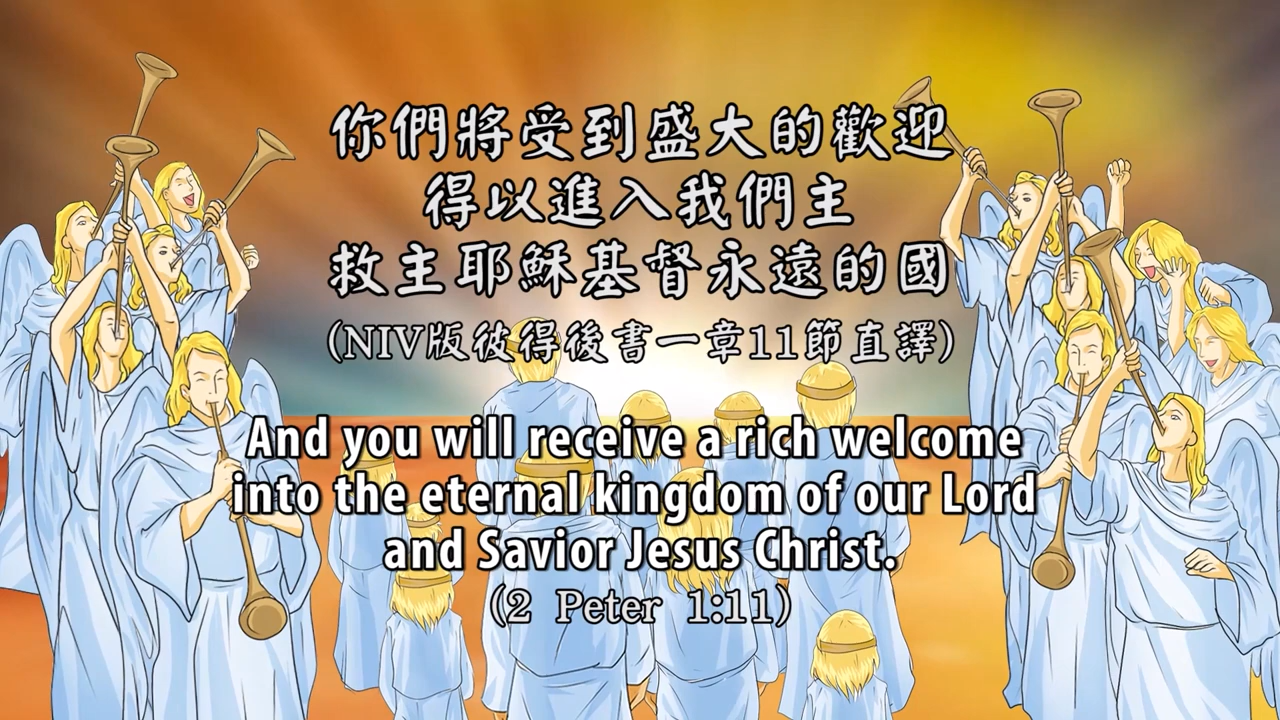 你們將受到盛大的歡迎
得以進入我們主
救主耶穌基督永遠的國
(NIV版彼得後書一章11節直譯)
And you will receive a rich welcome
into the eternal kingdom of our Lord
and Savior Jesus Christ.
(2 Peter 1:11)